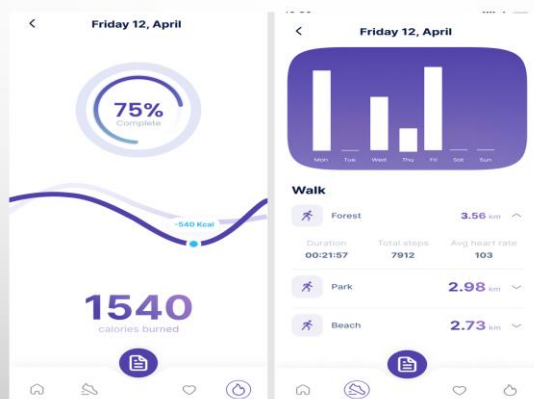 Friday 12, April
75%
Complete
-540 Kcal
1540
calories burned
Friday 12, April
Mon Tue Wed Thu Fri Sat Sun
Walk
Forest 3.56 km
Duration Total steps Avg heart rate
00:21:57 7912 103
Park 2.98 km
Beach 2.73 km